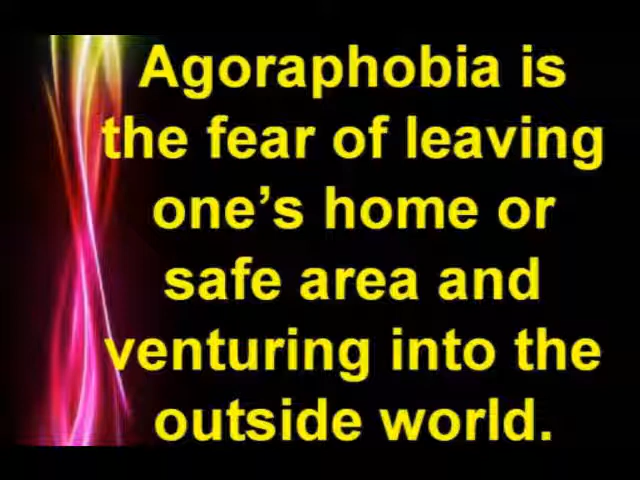 Agoraphobia is
the fear of leaving
one’s home or
safe area and
venturing into the
outside world.